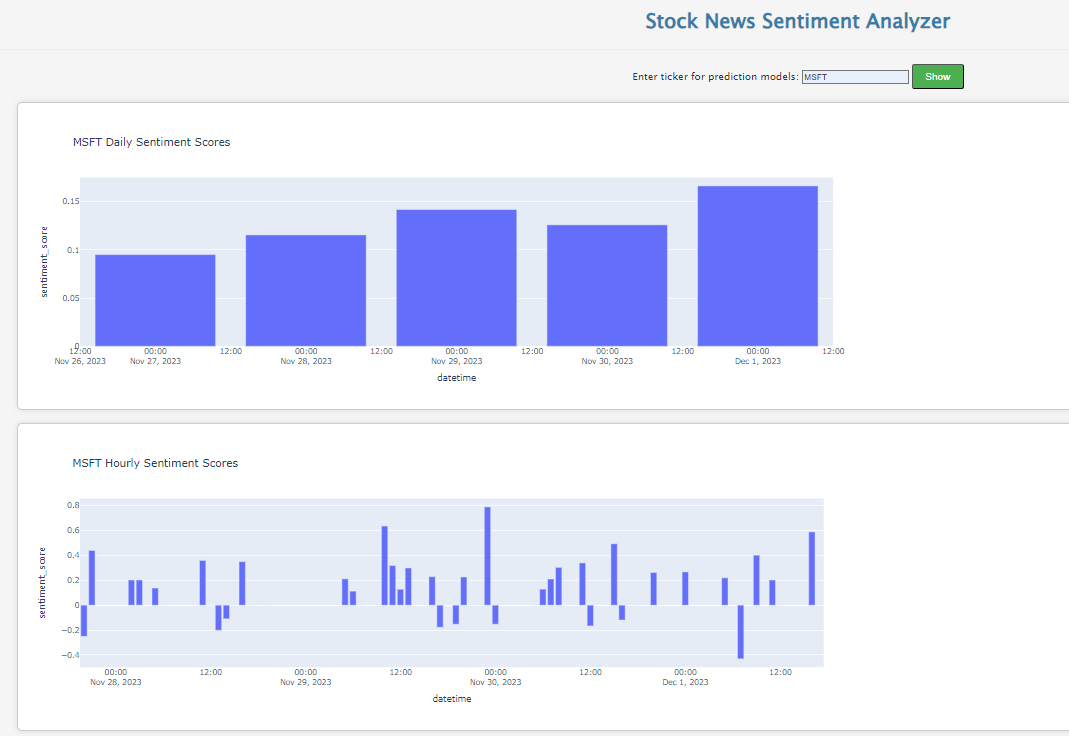 Stock News Sentiment Analyzer
Enter ticker for prediction models: MSFT Show
MSFT Daily Sentiment Scores
0.15
0.1
0.05
0
sentiment_score
12:00 00:00 12:00 00:00 12:00 00:00 12:00 00:00 12:00 00:00 12:00
Nov 26, 2023 Nov 27, 2023 Nov 28, 2023 Nov 29, 2023 Nov 30, 2023 Dec 1, 2023
datetime
MSFT Hourly Sentiment Scores
0.8
0.6
0.4
0.2
0
−0.2
−0.4
sentiment_score
00:00 12:00 00:00 12:00 00:00 12:00 00:00 12:00
Nov 28, 2023 Nov 29, 2023 Nov 30, 2023 Dec 1, 2023
datetime